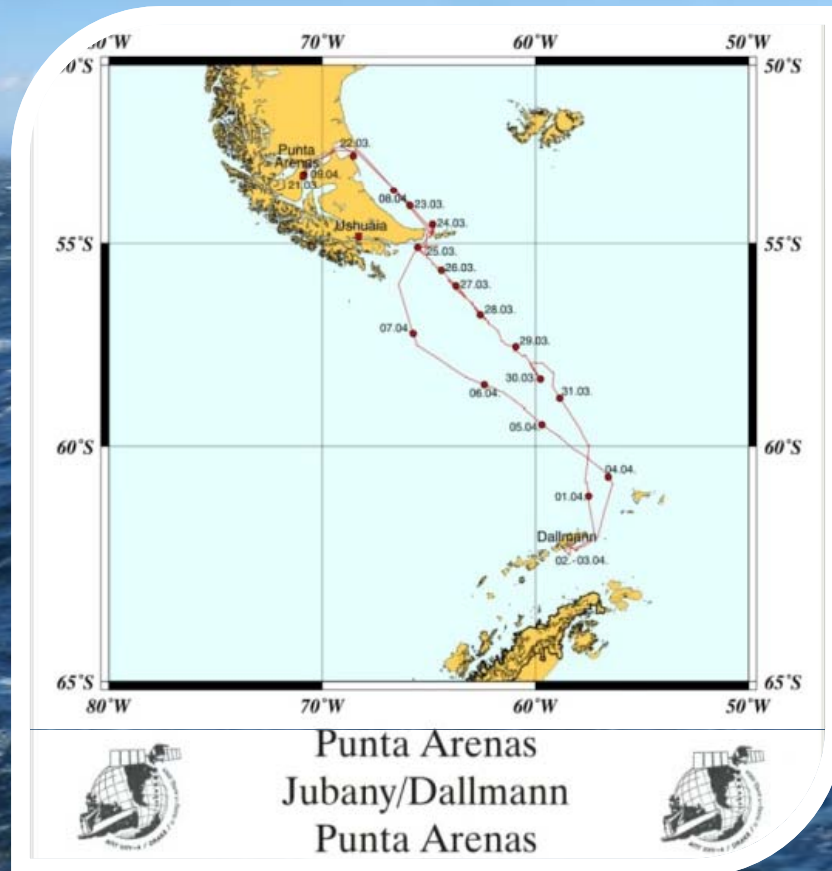 70°W
60°W
50°W
50°S
22.03.
Punta
Arenas
09.04.
21.03.
08.04.
23.03.
24.03.
Ushuaia
55°S
55°S
25.03.
26.03.
27.03.
28.03.
07.04.
29.03.
30.03.
31.03.
06.04.
05.04.
60°S
60°S
04.04.
01.04.
Dallmann
02.-03.04.
65°S
65°S
80°W
70°W
60°W
50°W
Punta Arenas
Jubany/Dallmann
Punta Arenas